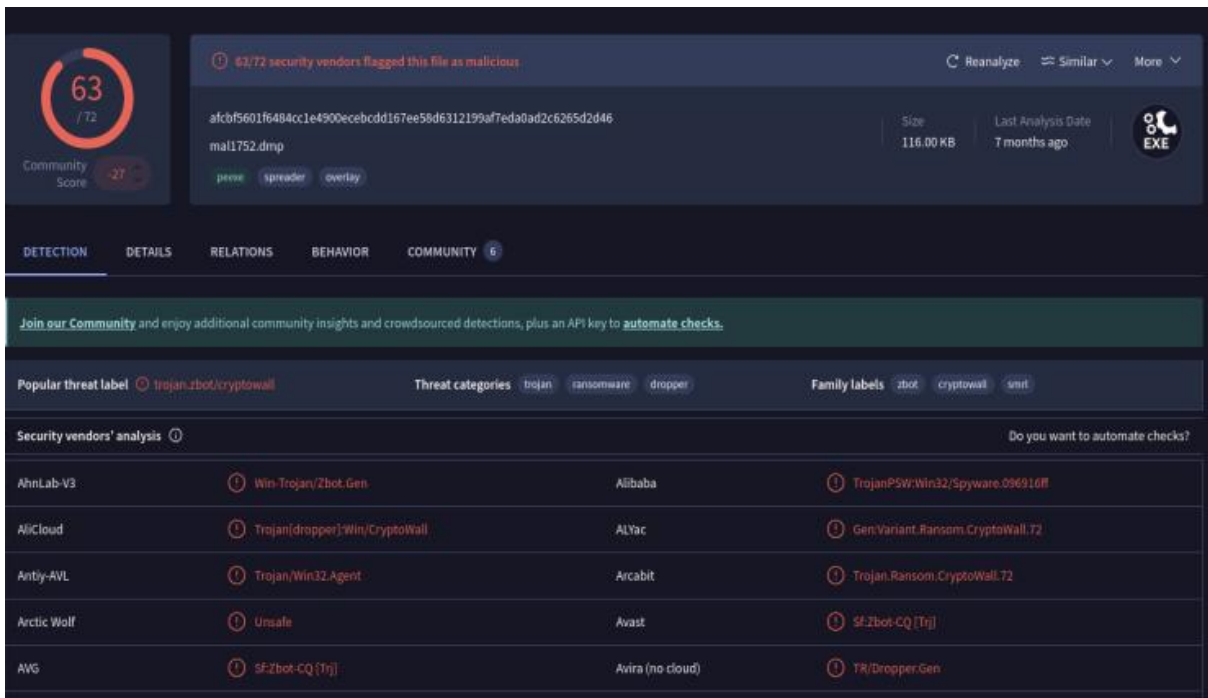 63
/ 72
Community
Score
-27
63/72 security vendors flagged this file as malicious
Reanalyze
Similar
More
afcbf5601f6484cc1e4900ecebcdd167ee58d6312199af7eda0ad2c6265d2d46
mal1752.dmp
peexe spreader overlay
Size
116.00 KB
Last Analysis Date
7 months ago
EXE
DETECTION DETAILS RELATIONS BEHAVIOR COMMUNITY 6
Join our Community and enjoy additional community insights and crowdsourced detections, plus an API key to automate checks.
Popular threat label trojan.zbot/cryptowall Threat categories trojan ransomware dropper Family labels zbot cryptowall smrt
Security vendors' analysis Do you want to automate checks?
AhnLab-V3 Win-Trojan/Zbot.Gen Alibaba TrojanPSW:Win32/Spyware.096916ff
AliCloud Trojan[dropper]:Win/CryptoWall ALYac Gen:Variant.Ransom.CryptoWall.72
Antiy-AVL Trojan/Win32.Agent Arcabit Trojan.Ransom.CryptoWall.72
Arctic Wolf Unsafe Avast Sf:Zbot-CQ [Trj]
AVG Sf:Zbot-CQ [Trj] Avira (no cloud) TR/Dropper.Gen